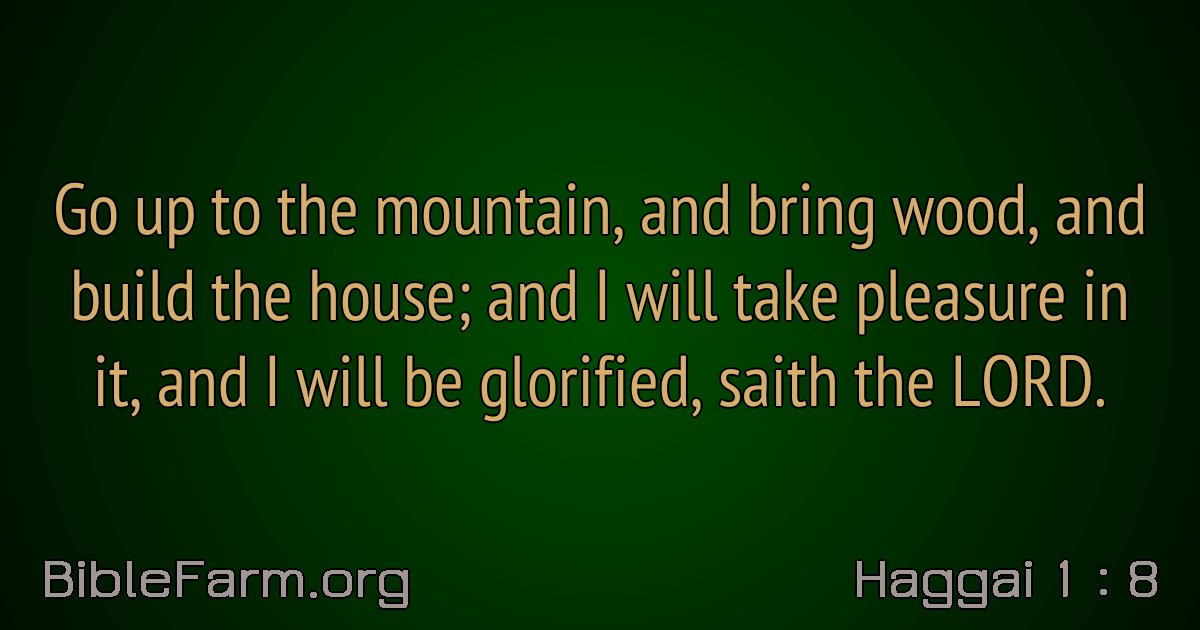 Go up to the mountain, and bring wood, and
build the house; and I will take pleasure in
it, and I will be glorified, saith the LORD.
BibleFarm.org
Haggai 1 : 8